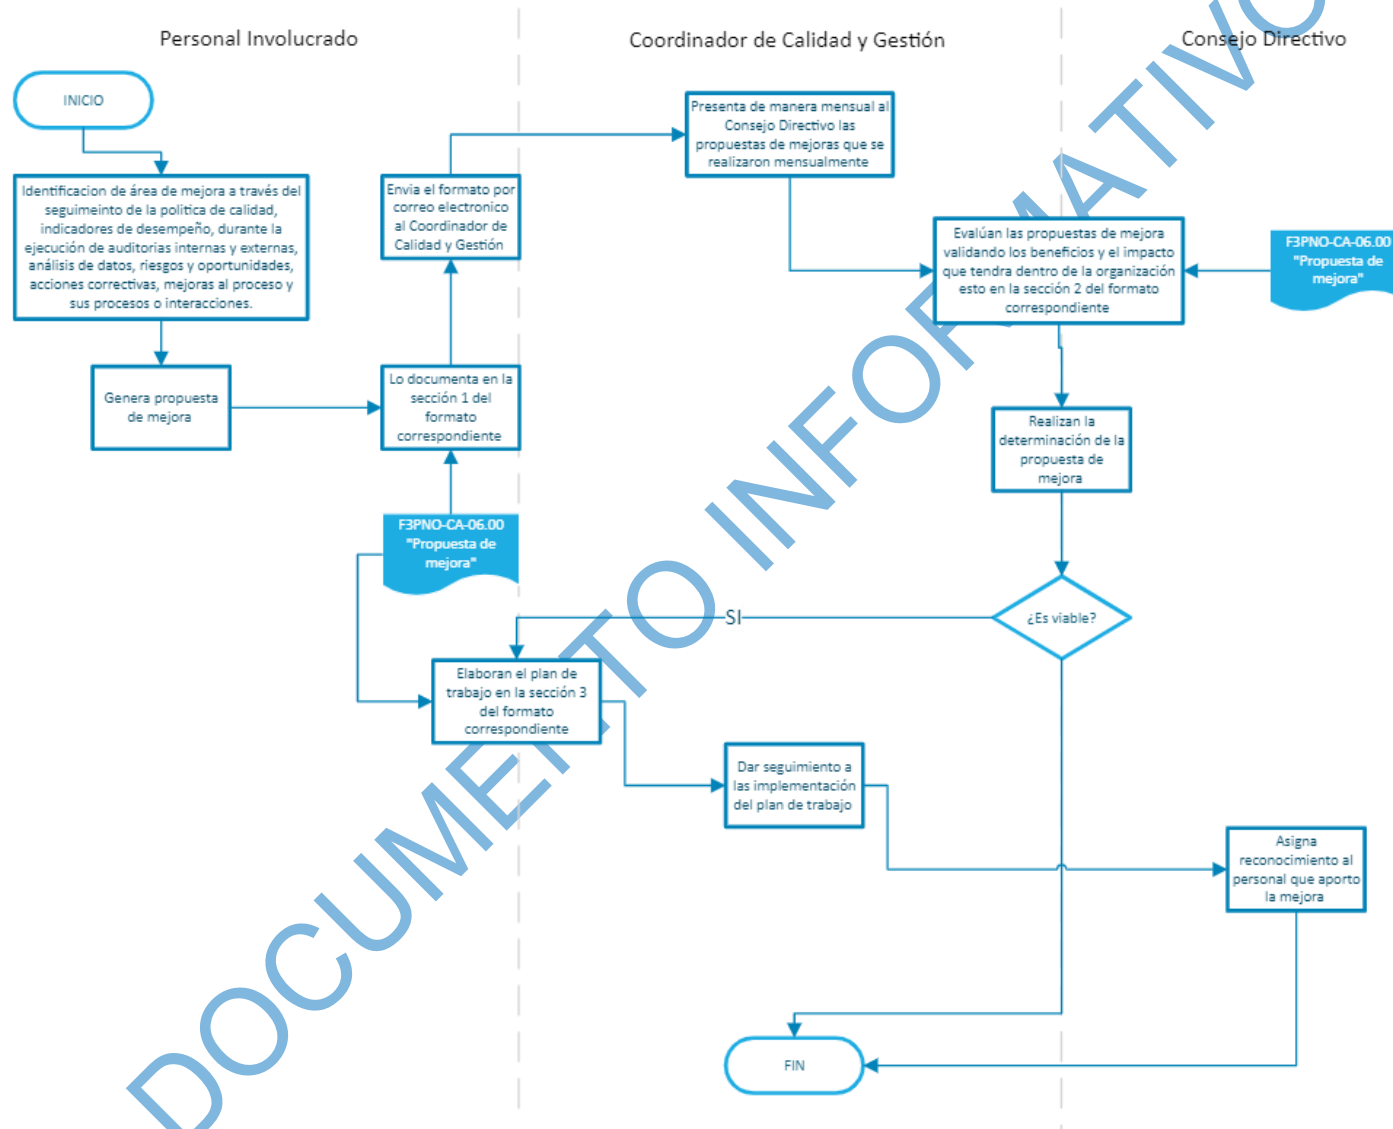 Personal Involucrado
Coordinador de Calidad y Gestión
Consejo Directivo
INICIO
Identificacion de área de mejora a través del
seguimeinto de la politica de calidad,
indicadores de desempeño, durante la
ejecución de auditorias internas y externas,
análisis de datos, riesgos y oportunidades,
acciones correctivas, mejoras al proceso y
sus procesos o interacciones.
Genera propuesta
de mejora
Lo documenta en la
sección 1 del
formato
correspondiente
F3PNO-CA-06.00
"Propuesta de
mejora"
Envia el formato por
correo electronico
al Coordinador de
Calidad y Gestión
Presenta de manera mensual al
Consejo Directivo las
propuestas de mejoras que se
realizaron mensualmente
Evalúan las propuestas de mejora
validando los beneficios y el impacto
que tendra dentro de la organización
esto en la sección 2 del formato
correspondiente
F3PNO-CA-06.00
"Propuesta de
mejora"
Realizan la
determinación de la
propuesta de
mejora
¿Es viable?
SI
Elaboran el plan de
trabajo en la sección 3
del formato
correspondiente
Dar seguimiento a
las implementación
del plan de trabajo
Asigna
reconocimiento al
personal que aporto
la mejora
FIN
DOCUMENTO INFORMATIVO